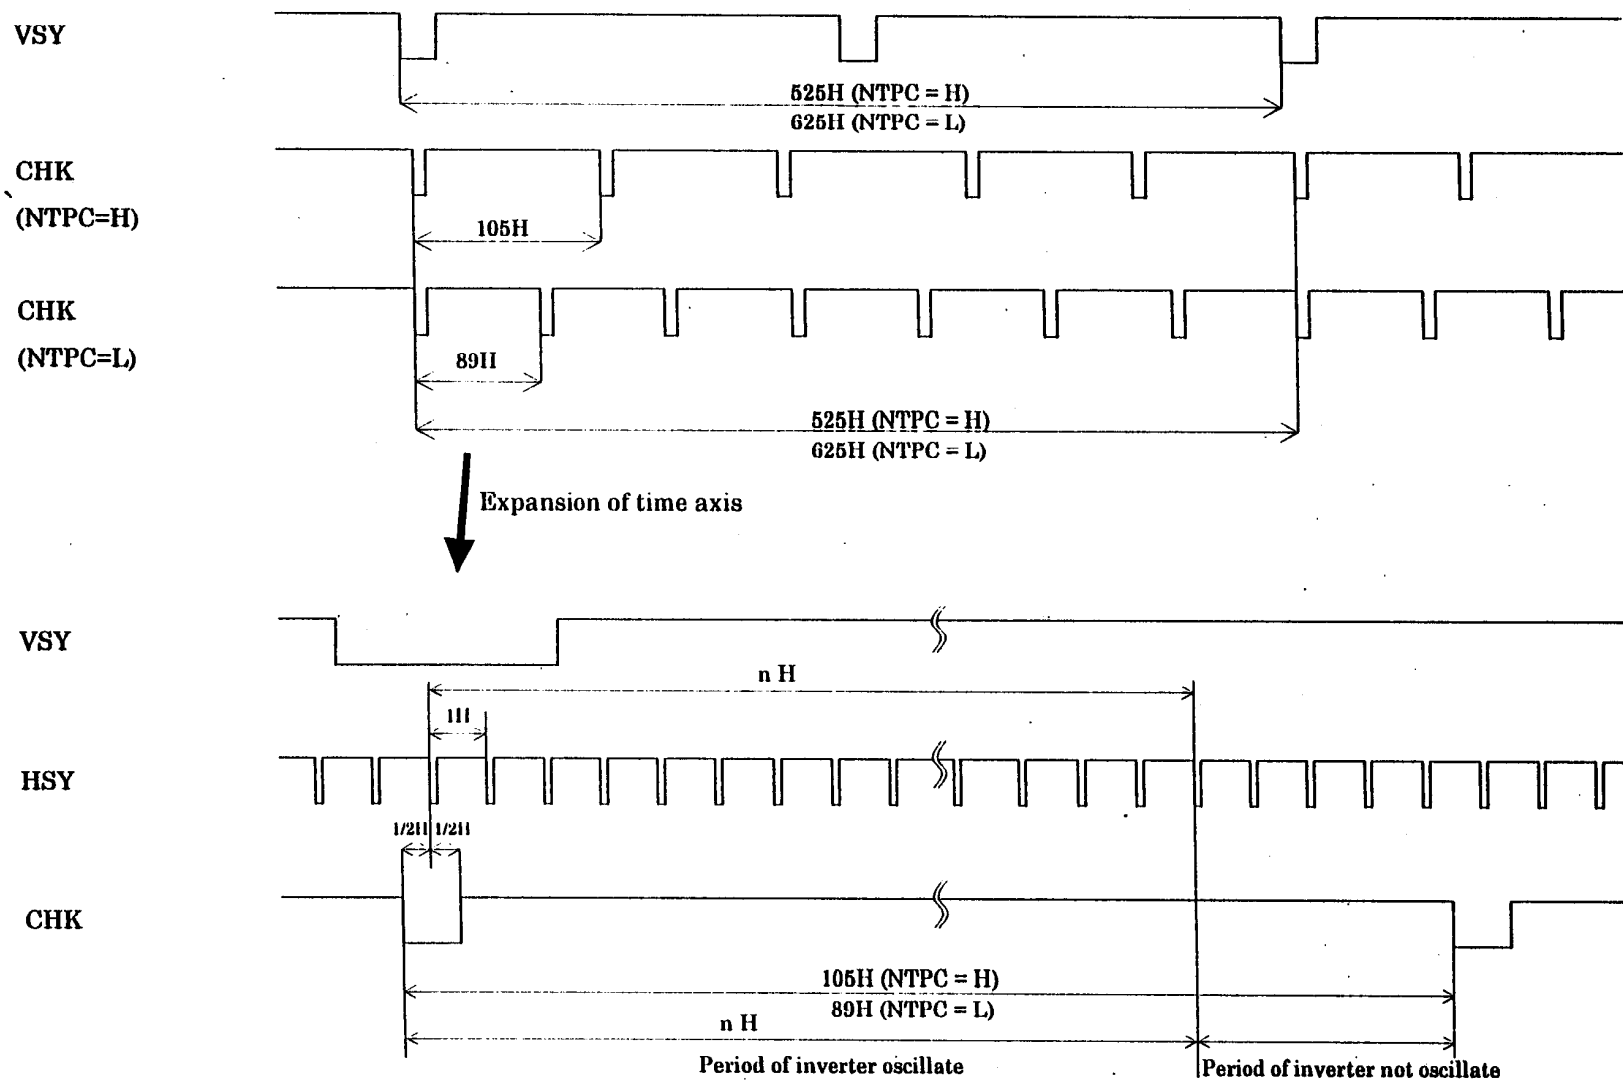 VSY
525H (NTPC = H)
625H (NTPC = L)
CHK
(NTPC=H)
105H
CHK
(NTPC=L)
89H
525H (NTPC = H)
625H (NTPC = L)
Expansion of time axis
VSY
n H
1H
HSY
1/2H 1/2H
CHK
105H (NTPC = H)
89H (NTPC = L)
n H
Period of inverter oscillate
Period of inverter not oscillate